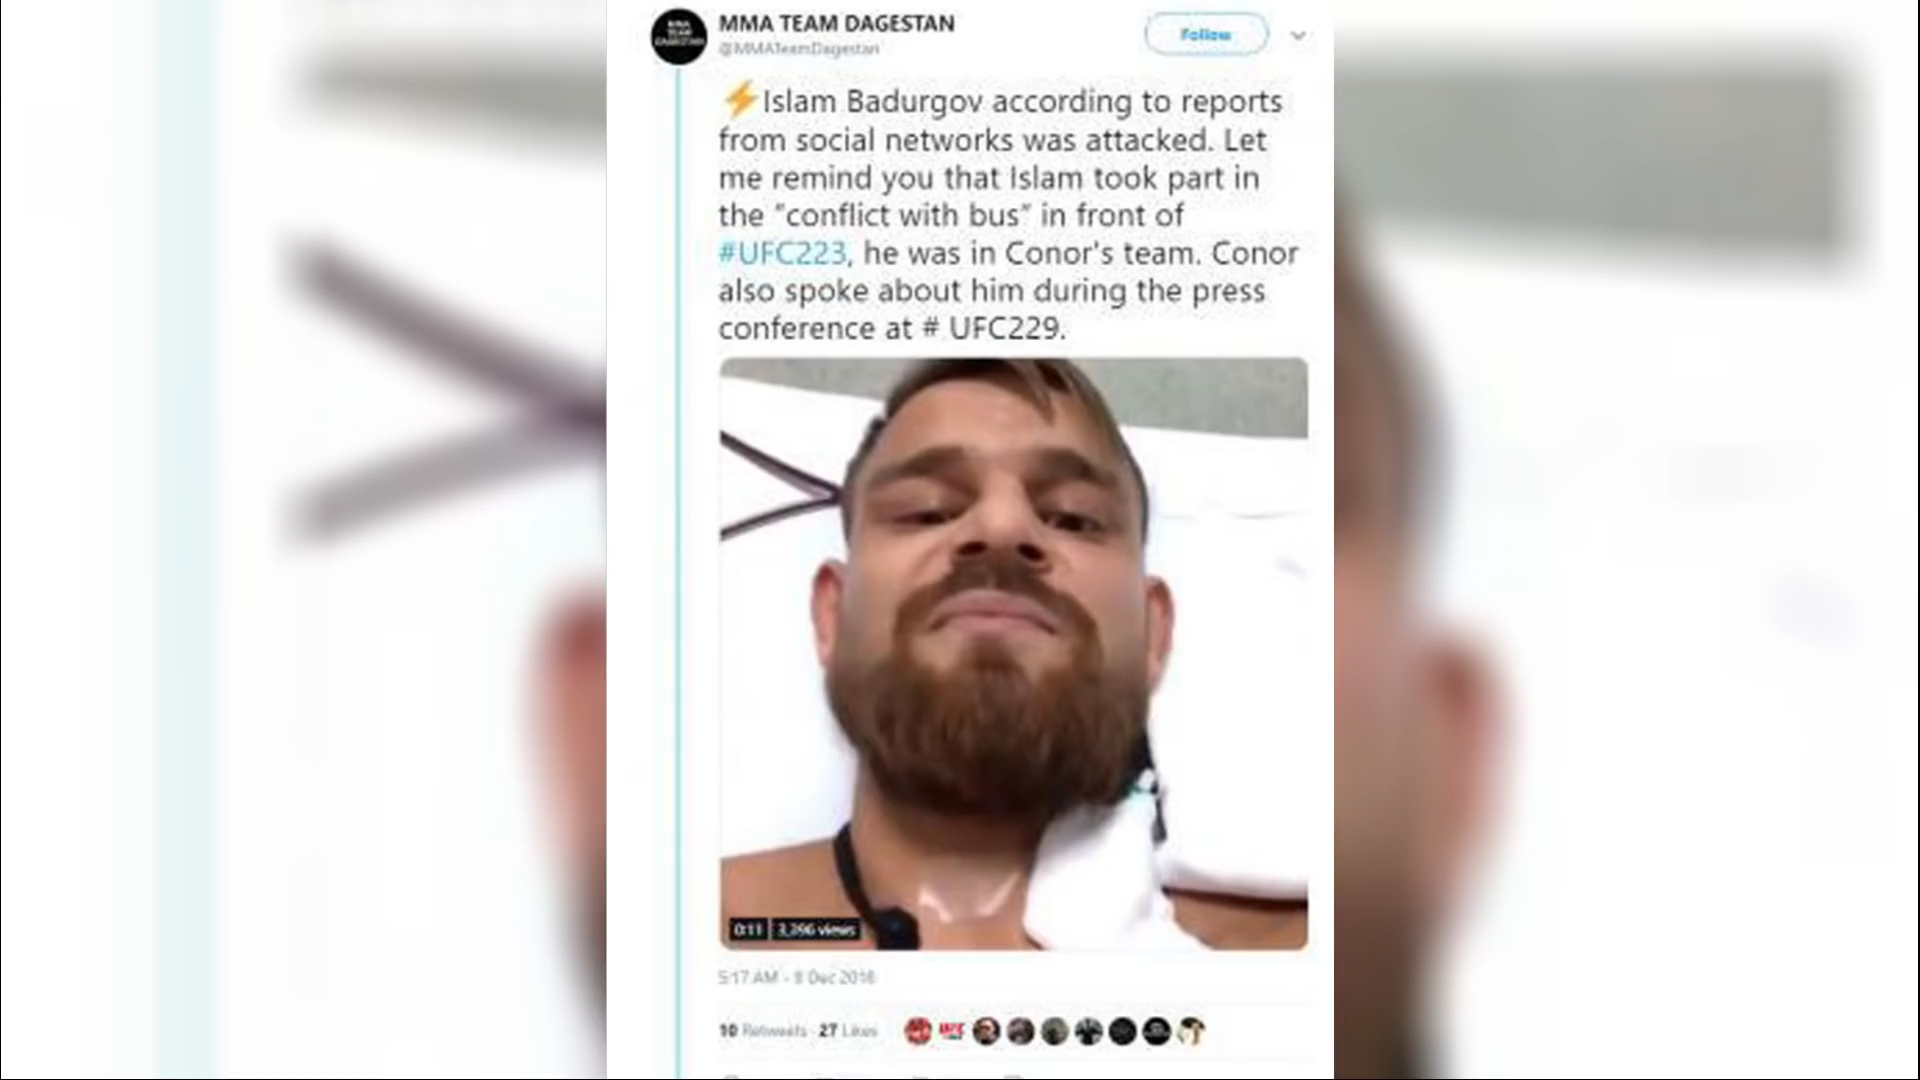 MMA TEAM DAGESTAN
@MMATeamDagestan
Follow
Islam Badurgov according to reports
from social networks was attacked. Let
me remind you that Islam took part in
the "conflict with bus" in front of
#UFC223, he was in Conor's team. Conor
also spoke about him during the press
conference at # UFC229.
0:11 3,396 views
5:17 AM - 8 Dec 2018
10 Retweets 27 Likes